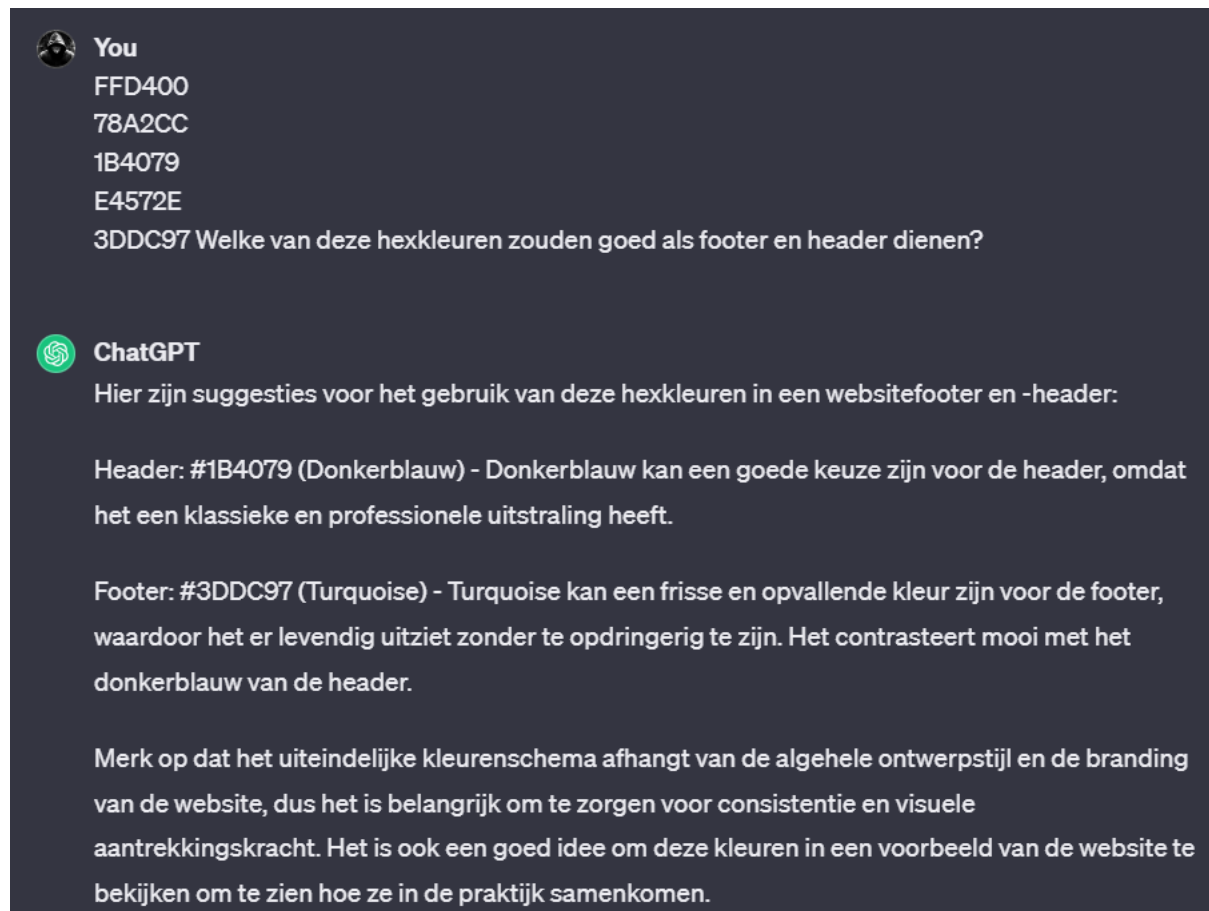 You
FFD400
78A2CC
1B4079
E4572E
3DDC97 Welke van deze hexkleuren zouden goed als footer en header dienen?
ChatGPT
Hier zijn suggesties voor het gebruik van deze hexkleuren in een websitefooter en -header:
Header: #1B4079 (Donkerblauw) - Donkerblauw kan een goede keuze zijn voor de header, omdat
het een klassieke en professionele uitstraling heeft.
Footer: #3DDC97 (Turquoise) - Turquoise kan een frisse en opvallende kleur zijn voor de footer,
waardoor het er levendig uitziet zonder te opdringerig te zijn. Het contrasteert mooi met het
donkerblauw van de header.
Merk op dat het uiteindelijke kleurenschema afhangt van de algehele ontwerpstijl en de branding
van de website, dus het is belangrijk om te zorgen voor consistentie en visuele
aantrekkingskracht. Het is ook een goed idee om deze kleuren in een voorbeeld van de website te
bekijken om te zien hoe ze in de praktijk samenkomen.